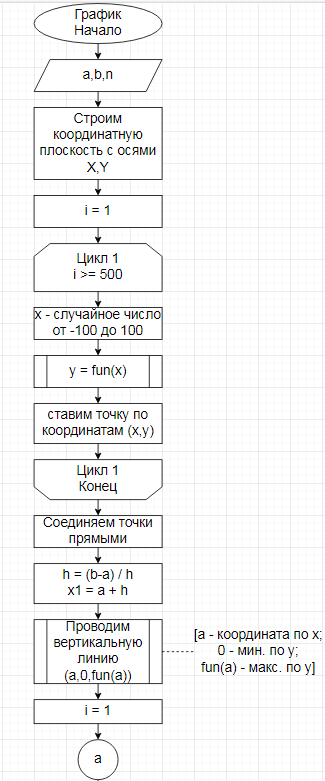 График
Начало
a,b,n
Строим
координатную
плоскость с осями
X,Y
i = 1
Цикл 1
i >= 500
x - случайное число
от -100 до 100
y = fun(x)
ставим точку по
координатам (x,y)
Цикл 1
Конец
Соединяем точки
прямыми
h = (b-a) / h
x1 = a + h
Проводим
вертикальную
линию
(a,0,fun(a))
[a - координата по x;
0 - мин. по y;
fun(a) - макс. по y]
i = 1
a